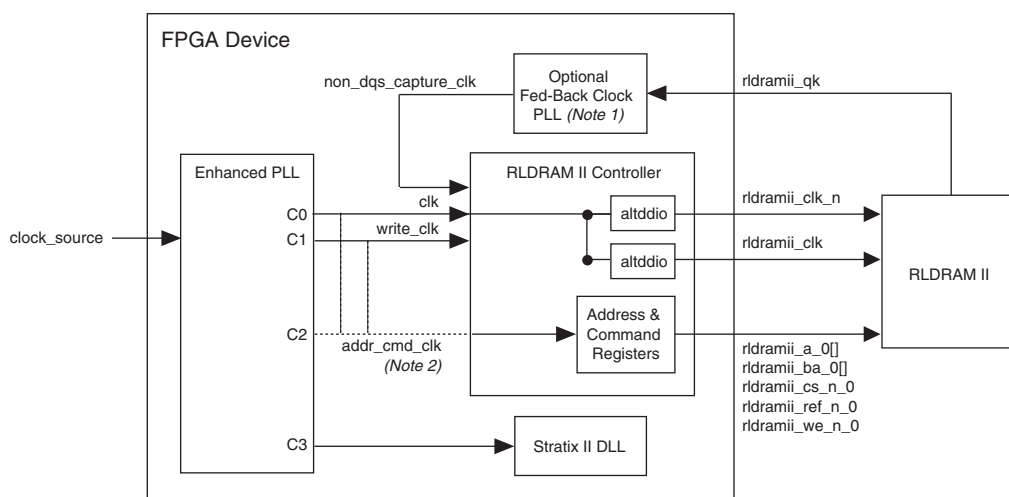 FPGA Device
non_dqs_capture_clk
Optional
Fed-Back Clock
PLL (Note 1)
rldramii_qk
Enhanced PLL
RLDRAM II Controller
C0
clk
altddio
rldramii_clk_n
clock_source
C1
write_clk
altddio
rldramii_clk
RLDRAM II
C2
addr_cmd_clk
(Note 2)
Address &
Command
Registers
rldramii_a_0[]
rldramii_ba_0[]
rldramii_cs_n_0
rldramii_ref_n_0
rldramii_we_n_0
C3
Stratix II DLL